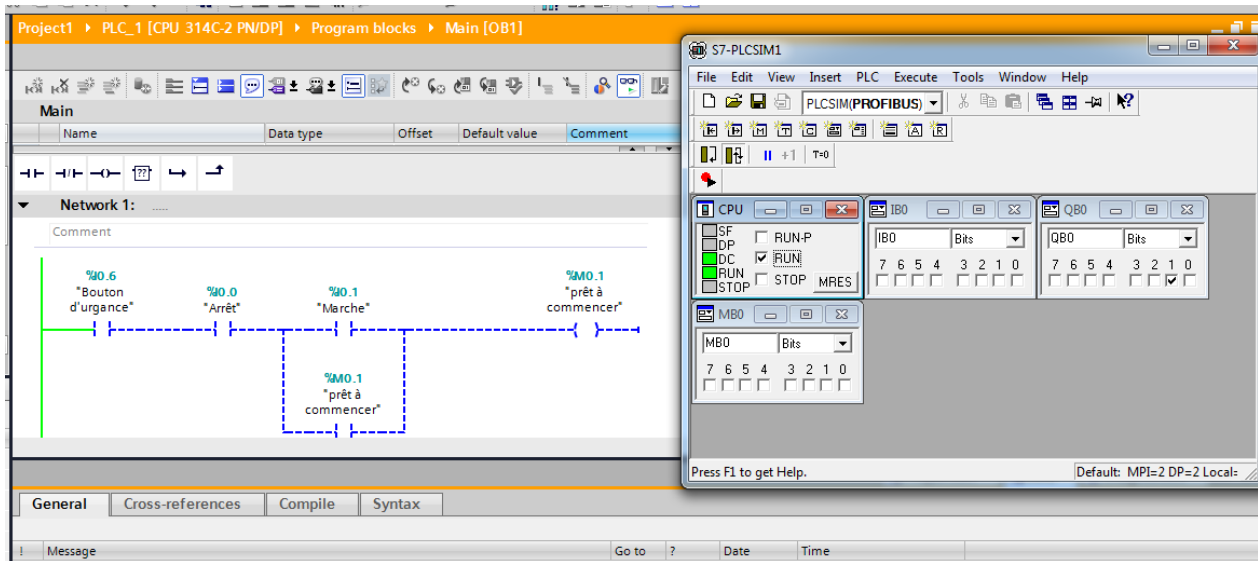 Project1 ▸ PLC_1 [CPU 314C-2 PN/DP] ▸ Program blocks ▸ Main [OB1]
Main
Name Data type Offset Default value Comment
??
Network 1: .....
Comment
%I0.6
"Bouton
d'urgance"
%I0.0
"Arrêt"
%I0.1
"Marche"
%M0.1
"prêt à
commencer"
%M0.1
"prêt à
commencer"
General Cross-references Compile Syntax
! Message Go to ? Date Time
S7-PLCSIM1
File Edit View Insert PLC Execute Tools Window Help
PLCSIM(PROFIBUS)
+1 T=0
CPU
SF
DP
DC
RUN
STOP
RUN-P
RUN
STOP
MRES
IB0
IB0 Bits
7 6 5 4 3 2 1 0
QB0
QB0 Bits
7 6 5 4 3 2 1 0
MB0
MB0 Bits
7 6 5 4 3 2 1 0
Press F1 to get Help.
Default: MPI=2 DP=2 Local=